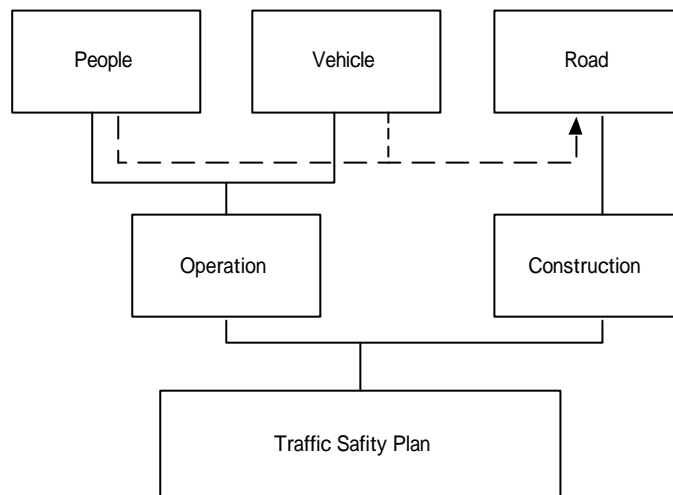 People
Vehicle
Road
Operation
Construction
Traffic Safity Plan